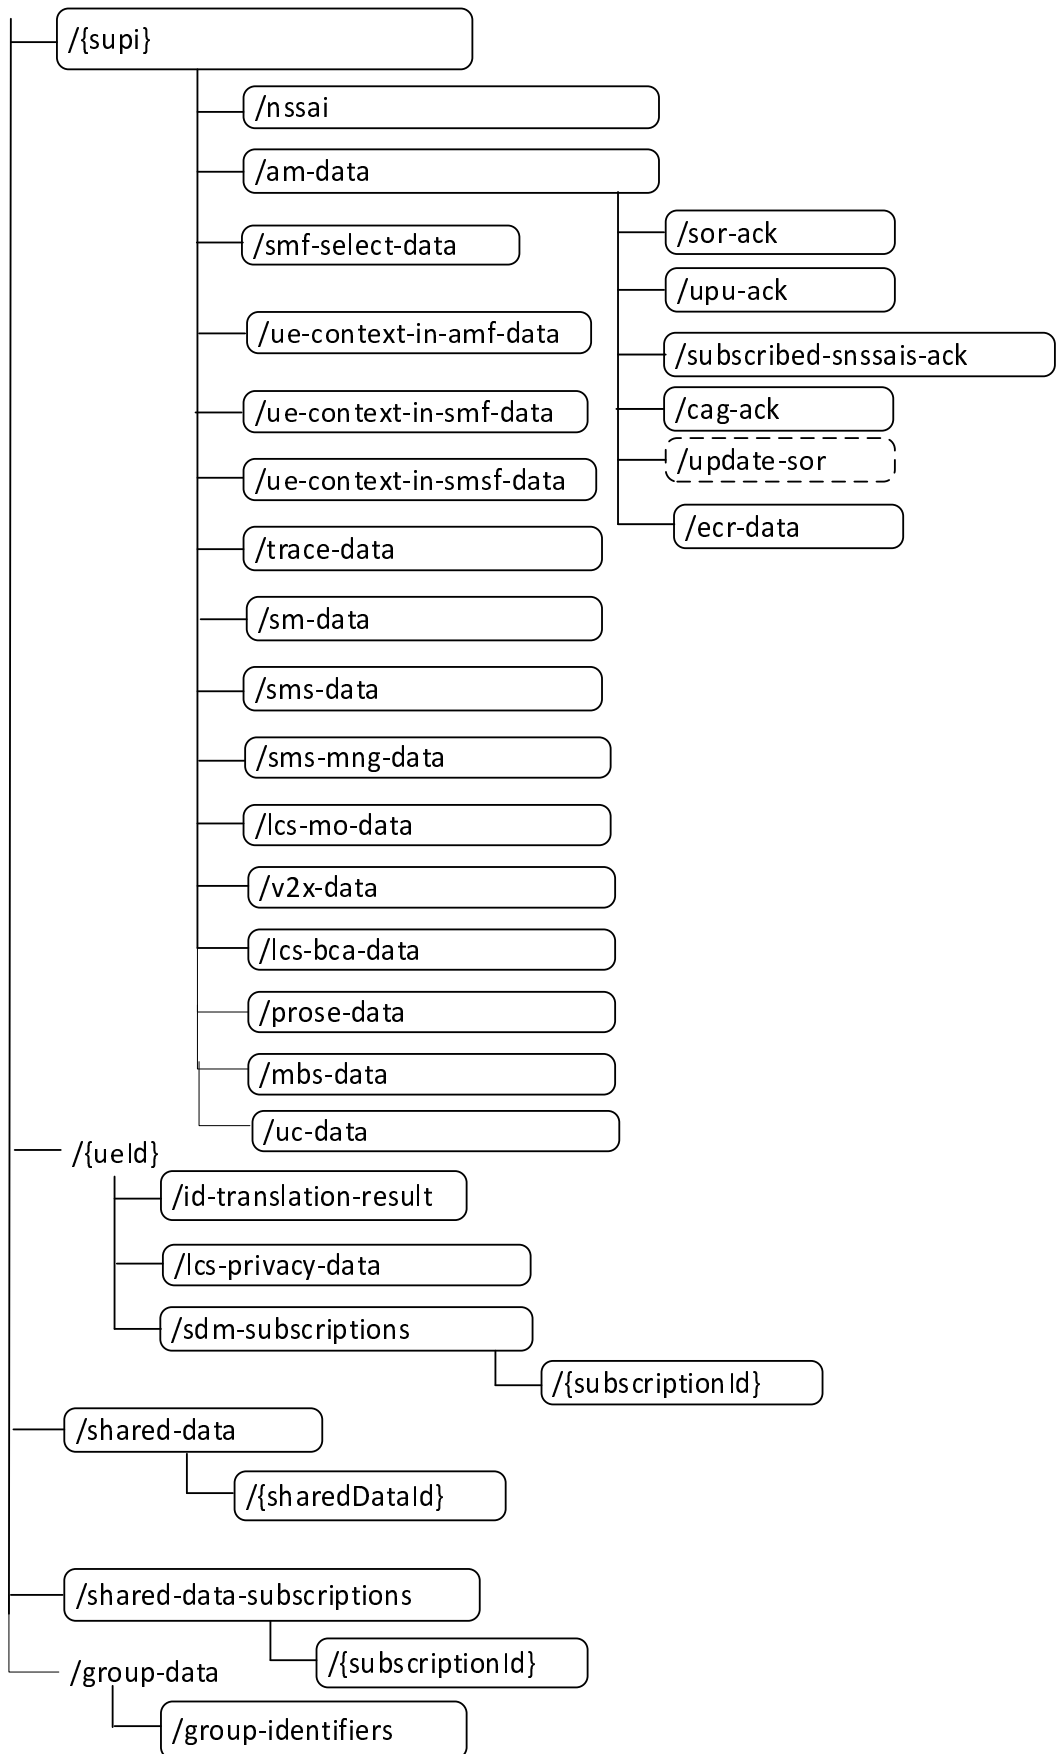 /{supi}
/nssai
/am-data
/sor-ack
/smf-select-data
/upu-ack
/ue-context-in-amf-data
/subscribed-snssais-ack
/ue-context-in-smf-data
/cag-ack
/update-sor
/ue-context-in-smsf-data
/ecr-data
/trace-data
/sm-data
/sms-data
/sms-mng-data
/lcs-mo-data
/v2x-data
/lcs-bca-data
/prose-data
/mbs-data
/uc-data
/{ueId}
/id-translation-result
/lcs-privacy-data
/sdm-subscriptions
/{subscriptionId}
/shared-data
/{sharedDataId}
/shared-data-subscriptions
/{subscriptionId}
/group-data
/group-identifiers